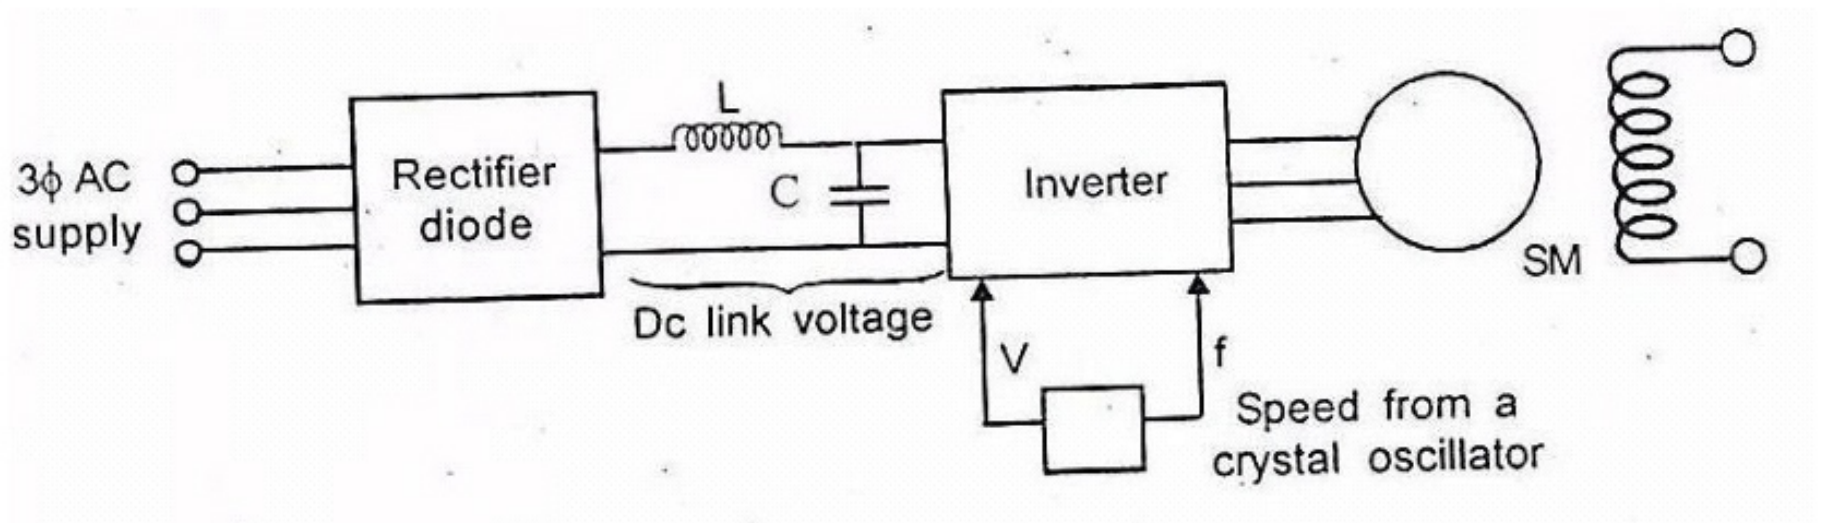 3ϕ AC
supply
Rectifier
diode
L
C
Dc link voltage
Inverter
V
f
SM
Speed from a
crystal oscillator